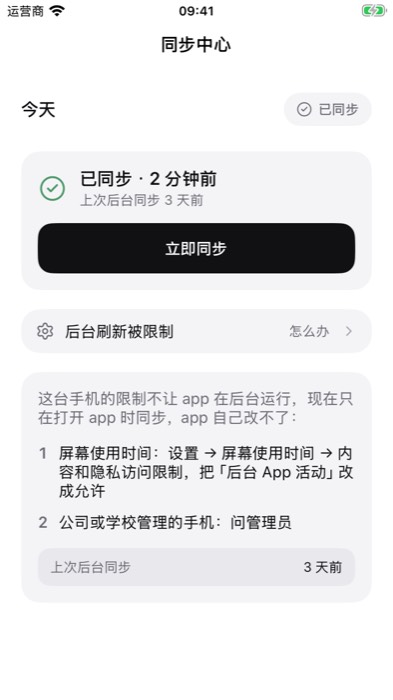 运营商
09:41
同步中心
今天
已同步
已同步 · 2 分钟前
上次后台同步 3 天前
立即同步
后台刷新被限制
怎么办
这台手机的限制不让 app 在后台运行，现在只
在打开 app 时同步，app 自己改不了：
1 屏幕使用时间：设置 → 屏幕使用时间 → 内
容和隐私访问限制，把「后台 App 活动」改
成允许
2 公司或学校管理的手机：问管理员
上次后台同步
3 天前